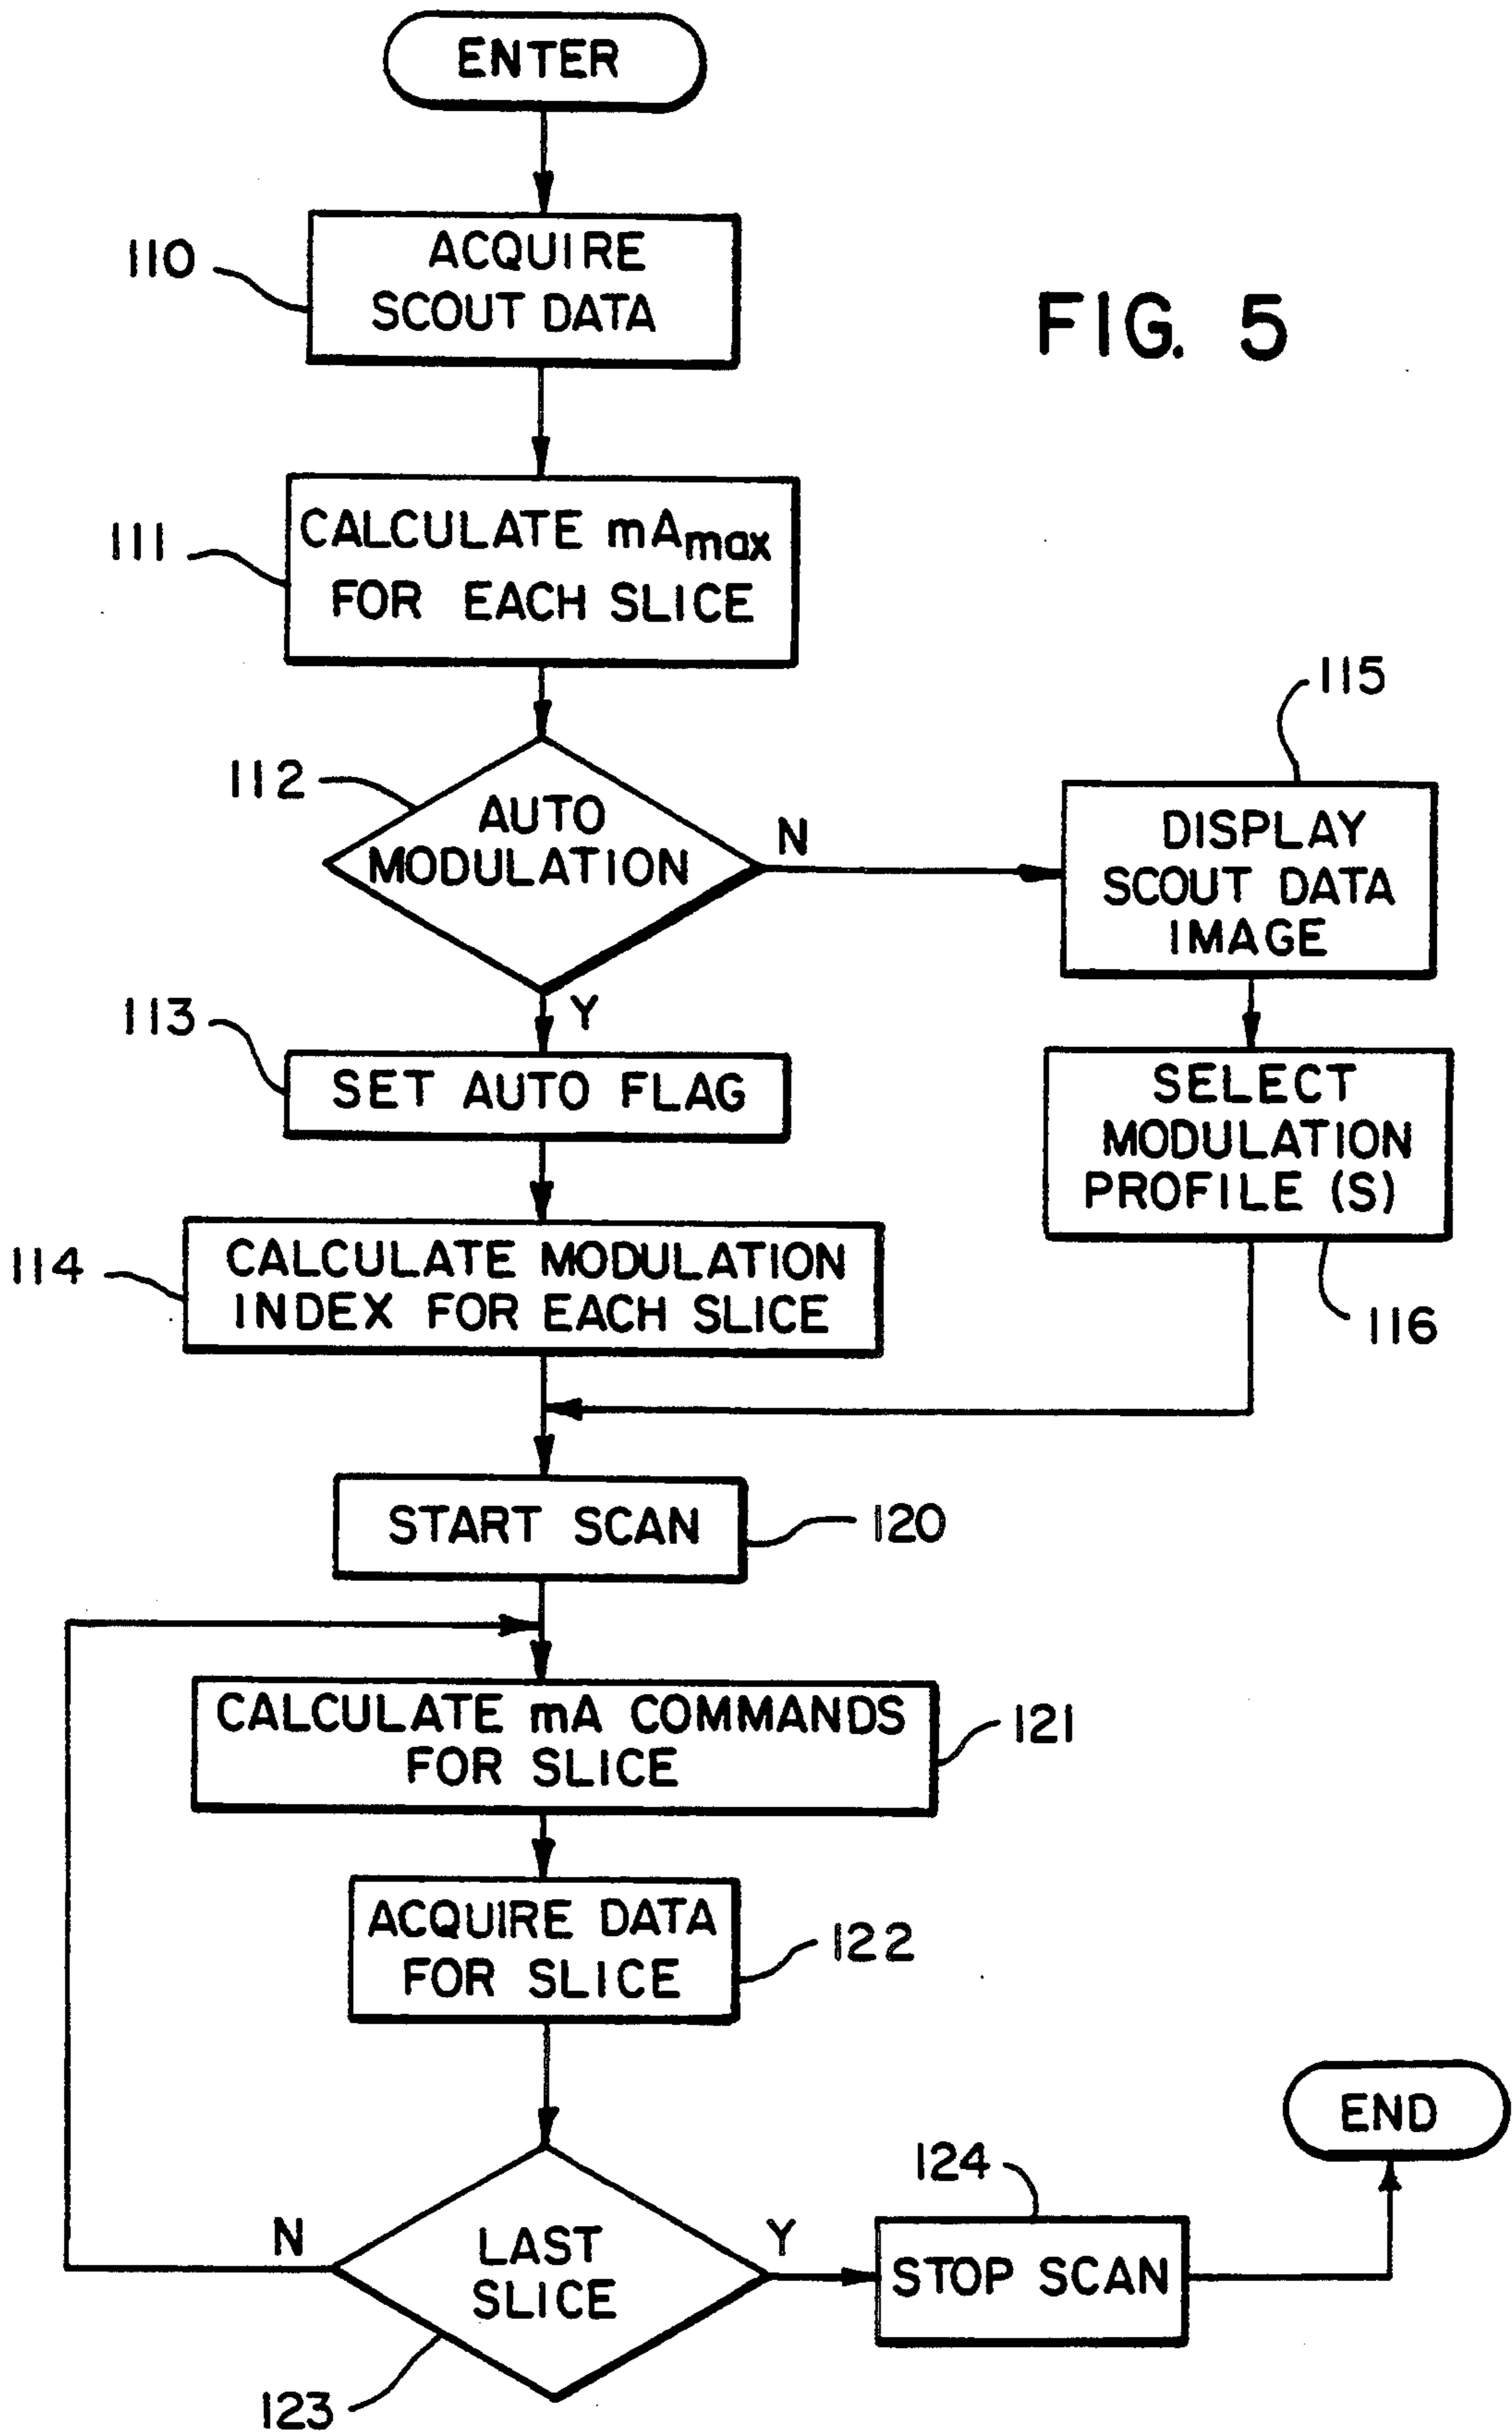 ENTER
110
ACQUIRE
SCOUT DATA
FIG. 5
111
CALCULATE mAmax
FOR EACH SLICE
112
AUTO
MODULATION
N
115
DISPLAY
SCOUT DATA
IMAGE
Y
113
SET AUTO FLAG
SELECT
MODULATION
PROFILE (S)
116
114
CALCULATE MODULATION
INDEX FOR EACH SLICE
START SCAN
120
CALCULATE mA COMMANDS
FOR SLICE
121
ACQUIRE DATA
FOR SLICE
122
LAST
SLICE
N
Y
123
124
STOP SCAN
END